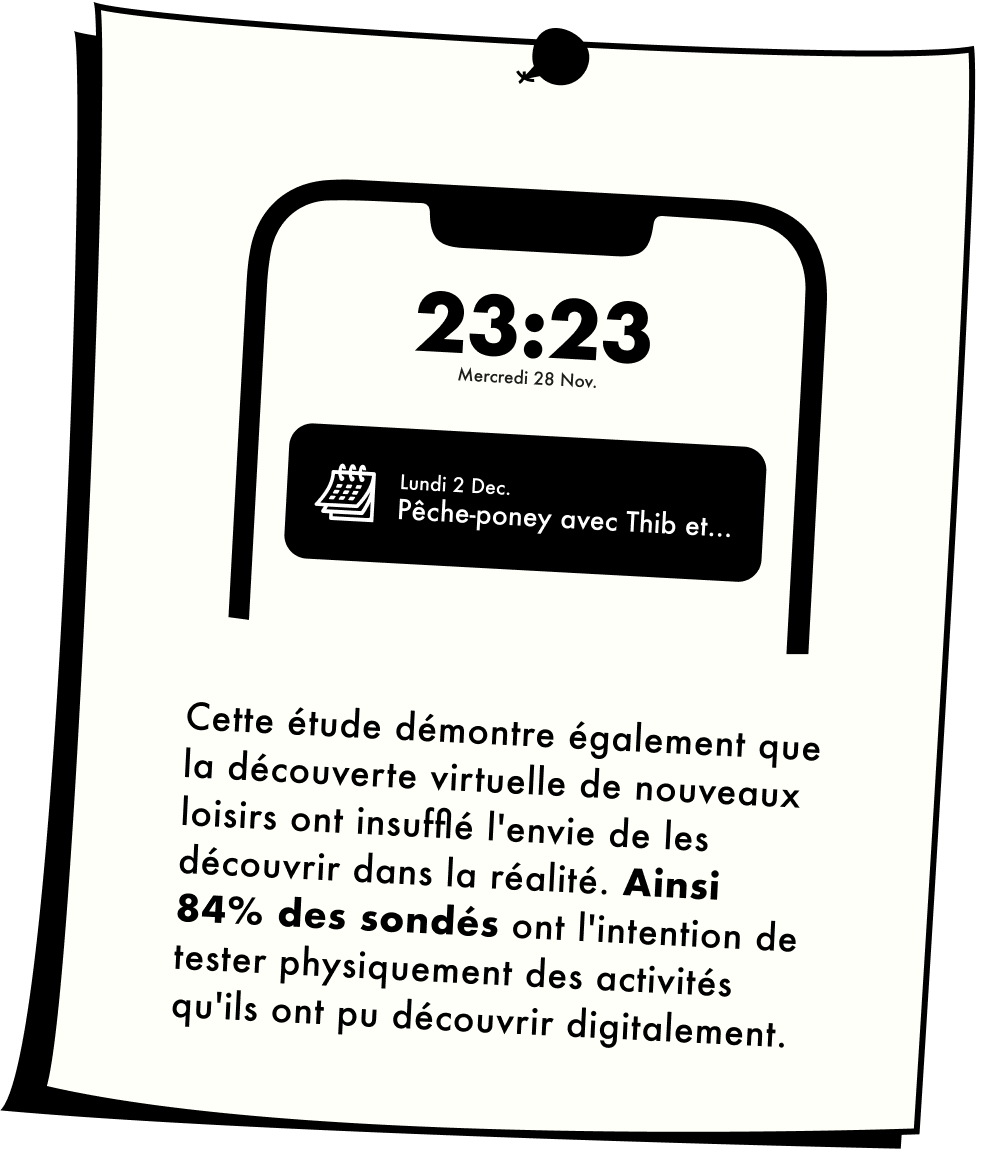 23:23
Mercredi 28 Nov.
Lundi 2 Dec.
Pêche-poney avec Thib et...
Cette étude démontre également que
la découverte virtuelle de nouveaux
loisirs ont insufflé l'envie de les
découvrir dans la réalité. Ainsi
84% des sondés ont l'intention de
tester physiquement des activités
qu'ils ont pu découvrir digitalement.